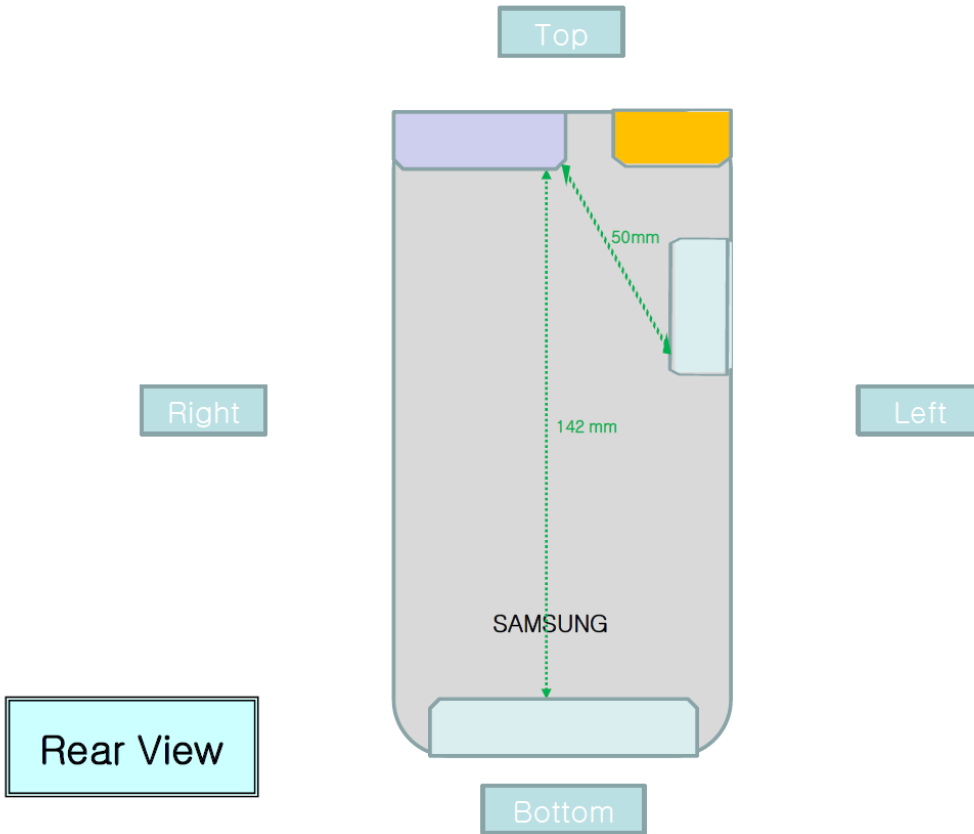 Top
50mm
Right
Left
142 mm
SAMSUNG
Rear View
Bottom